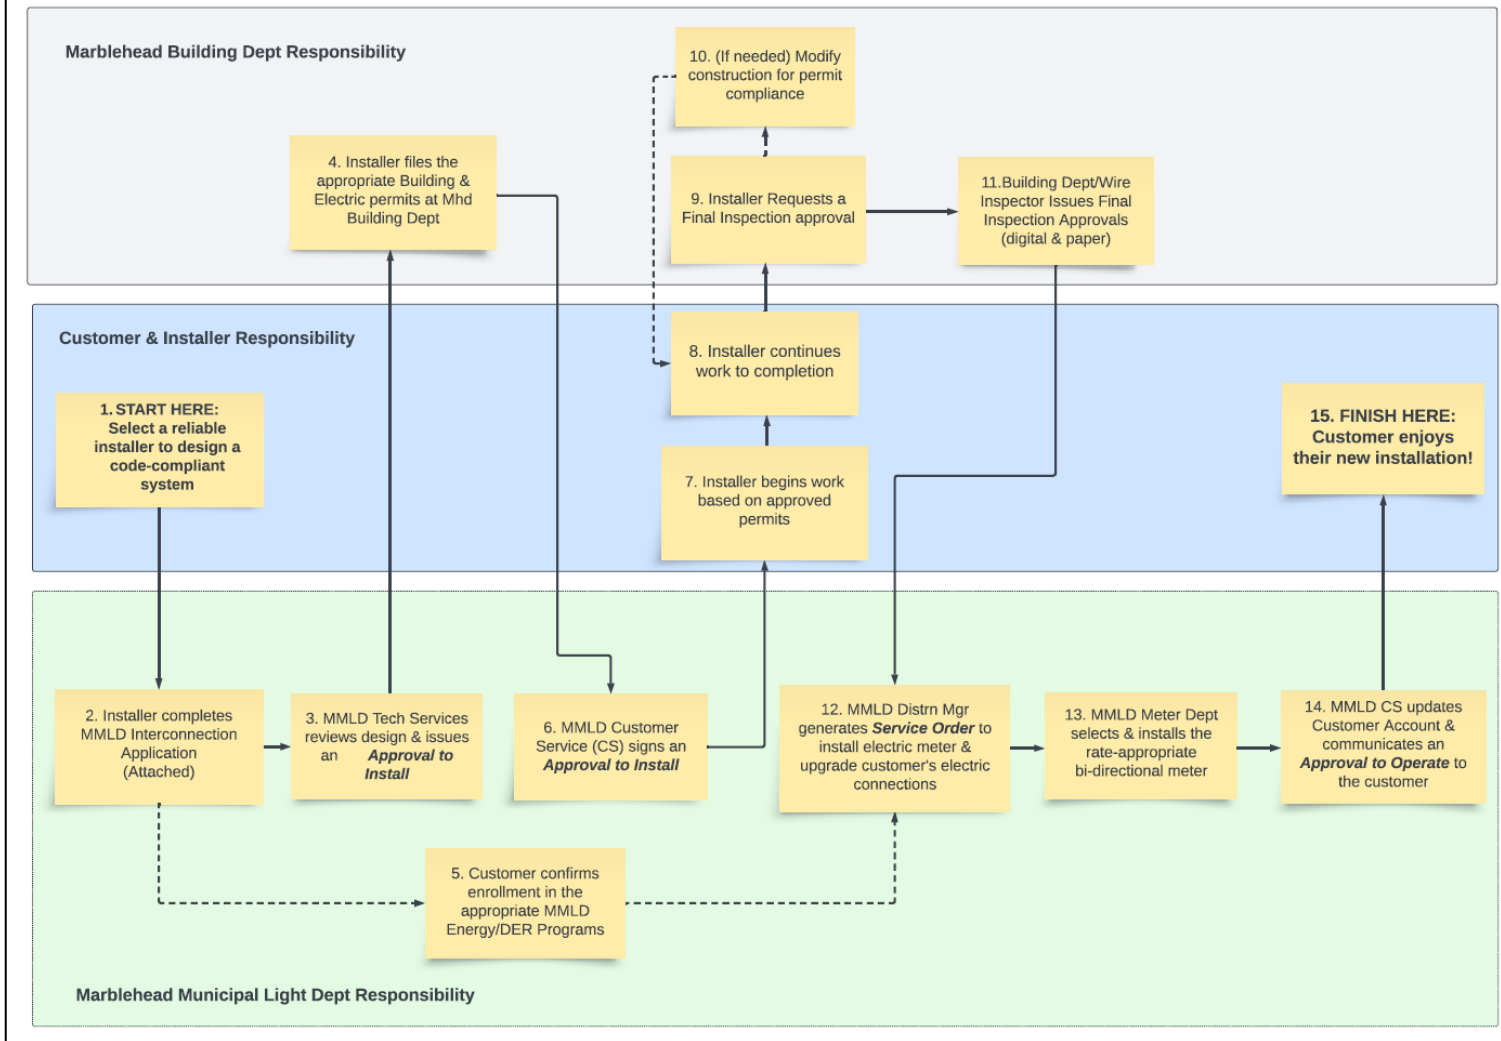 Marblehead Building Dept Responsibility
10. (If needed) Modify
construction for permit
compliance
4. Installer files the
appropriate Building &
Electric permits at Mhd
Building Dept
9. Installer Requests a
Final Inspection approval
11.Building Dept/Wire
Inspector Issues Final
Inspection Approvals
(digital & paper)
Customer & Installer Responsibility
8. Installer continues
work to completion
1. START HERE:
Select a reliable
installer to design a
code-compliant
system
15. FINISH HERE:
Customer enjoys
their new installation!
7. Installer begins work
based on approved
permits
2. Installer completes
MMLD Interconnection
Application
(Attached)
3. MMLD Tech Services
reviews design & issues
an Approval to
Install
6. MMLD Customer
Service (CS) signs an
Approval to Install
12. MMLD Distrn Mgr
generates Service Order to
install electric meter &
upgrade customer's electric
connections
13. MMLD Meter Dept
selects & installs the
rate-appropriate
bi-directional meter
14. MMLD CS updates
Customer Account &
communicates an
Approval to Operate to
the customer
5. Customer confirms
enrollment in the
appropriate MMLD
Energy/DER Programs
Marblehead Municipal Light Dept Responsibility